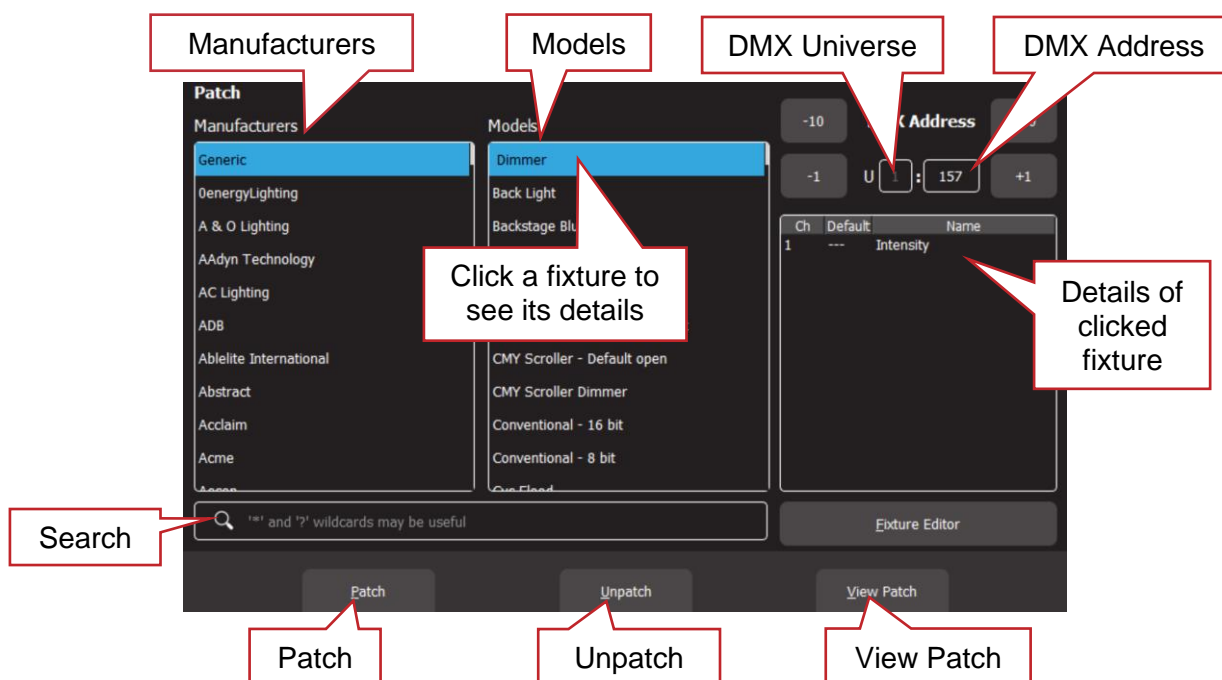 Manufacturers
Models
DMX Universe
DMX Address
Patch
Manufacturers
Models
-10
Address
Generic
0energyLighting
A & O Lighting
AAdyn Technology
AC Lighting
ADB
Ablelite International
Abstract
Acclaim
Acme
Dimmer
Back Light
Backstage
Click a fixture to
see its details
CMY Scroller - Default open
CMY Scroller Dimmer
Conventional - 16 bit
Conventional - 8 bit
-1
U 1 : 157
+1
Ch Default Name
1 --- Intensity
Details of
clicked
fixture
Search
'*' and '?' wildcards may be useful
Fixture Editor
Patch
Unpatch
View Patch
Patch
Unpatch
View Patch